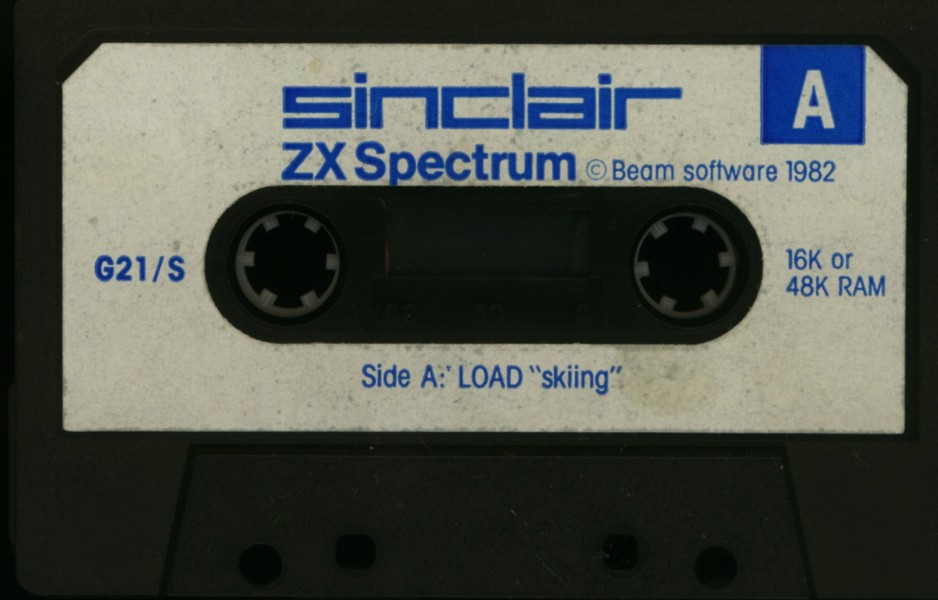 sinclair
A
ZX Spectrum © Beam software 1982
G21/S
16K or
48K RAM
Side A: LOAD "skiing"